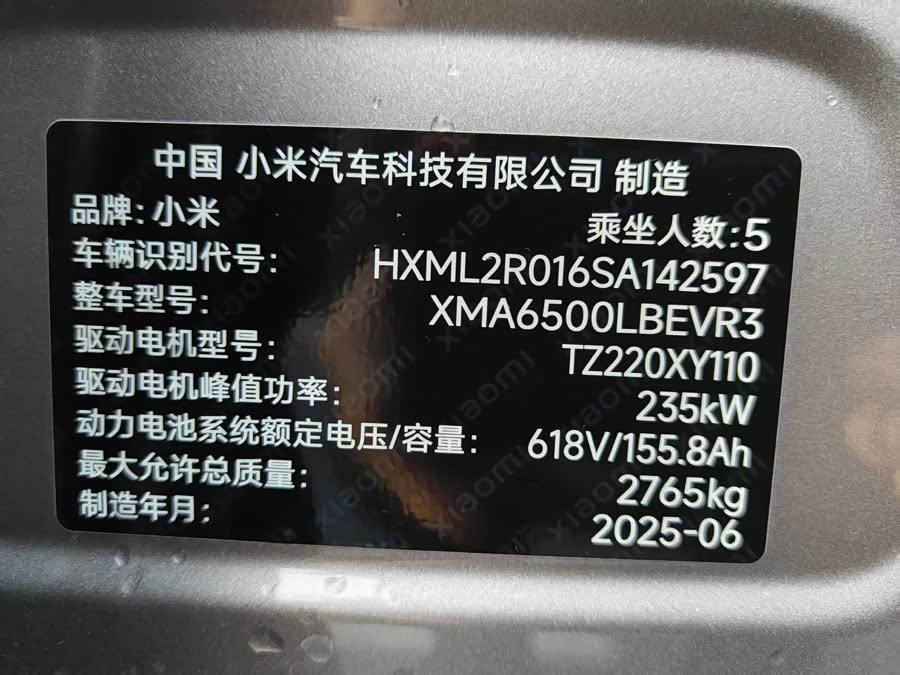 中国 小米汽车科技有限公司 制造
品牌: 小米 乘坐人数: 5
车辆识别代号: HXML2R016SA142597
整车型号: XMA6500LBEVR3
驱动电机型号: TZ220XY110
驱动电机峰值功率: 235kW
动力电池系统额定电压/容量: 618V/155.8Ah
最大允许总质量: 2765kg
制造年月: 2025-06